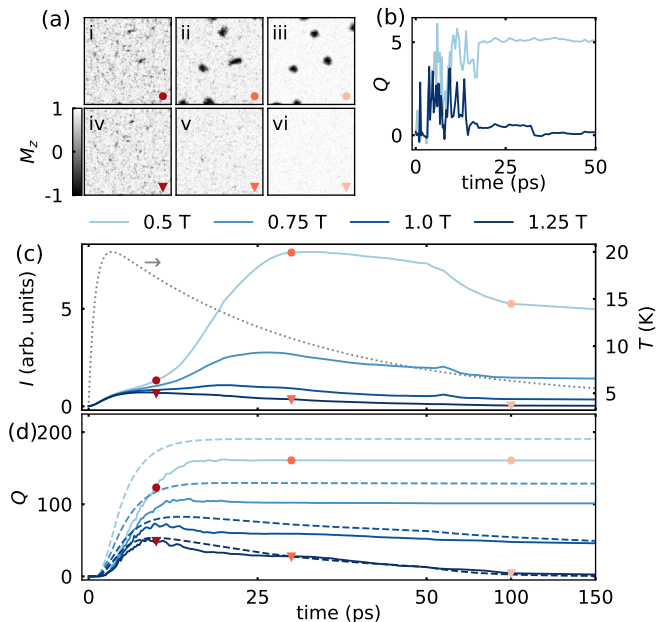 (a)
i
ii
iii
iv
v
vi
1
0
-1
M_z
(b)
5
0
Q
0
25
50
time (ps)
0.5 T
0.75 T
1.0 T
1.25 T
(c)
5
0
I (arb. units)
→
20
15
10
5
T (K)
(d)
200
100
0
Q
0
25
50
100
150
time (ps)